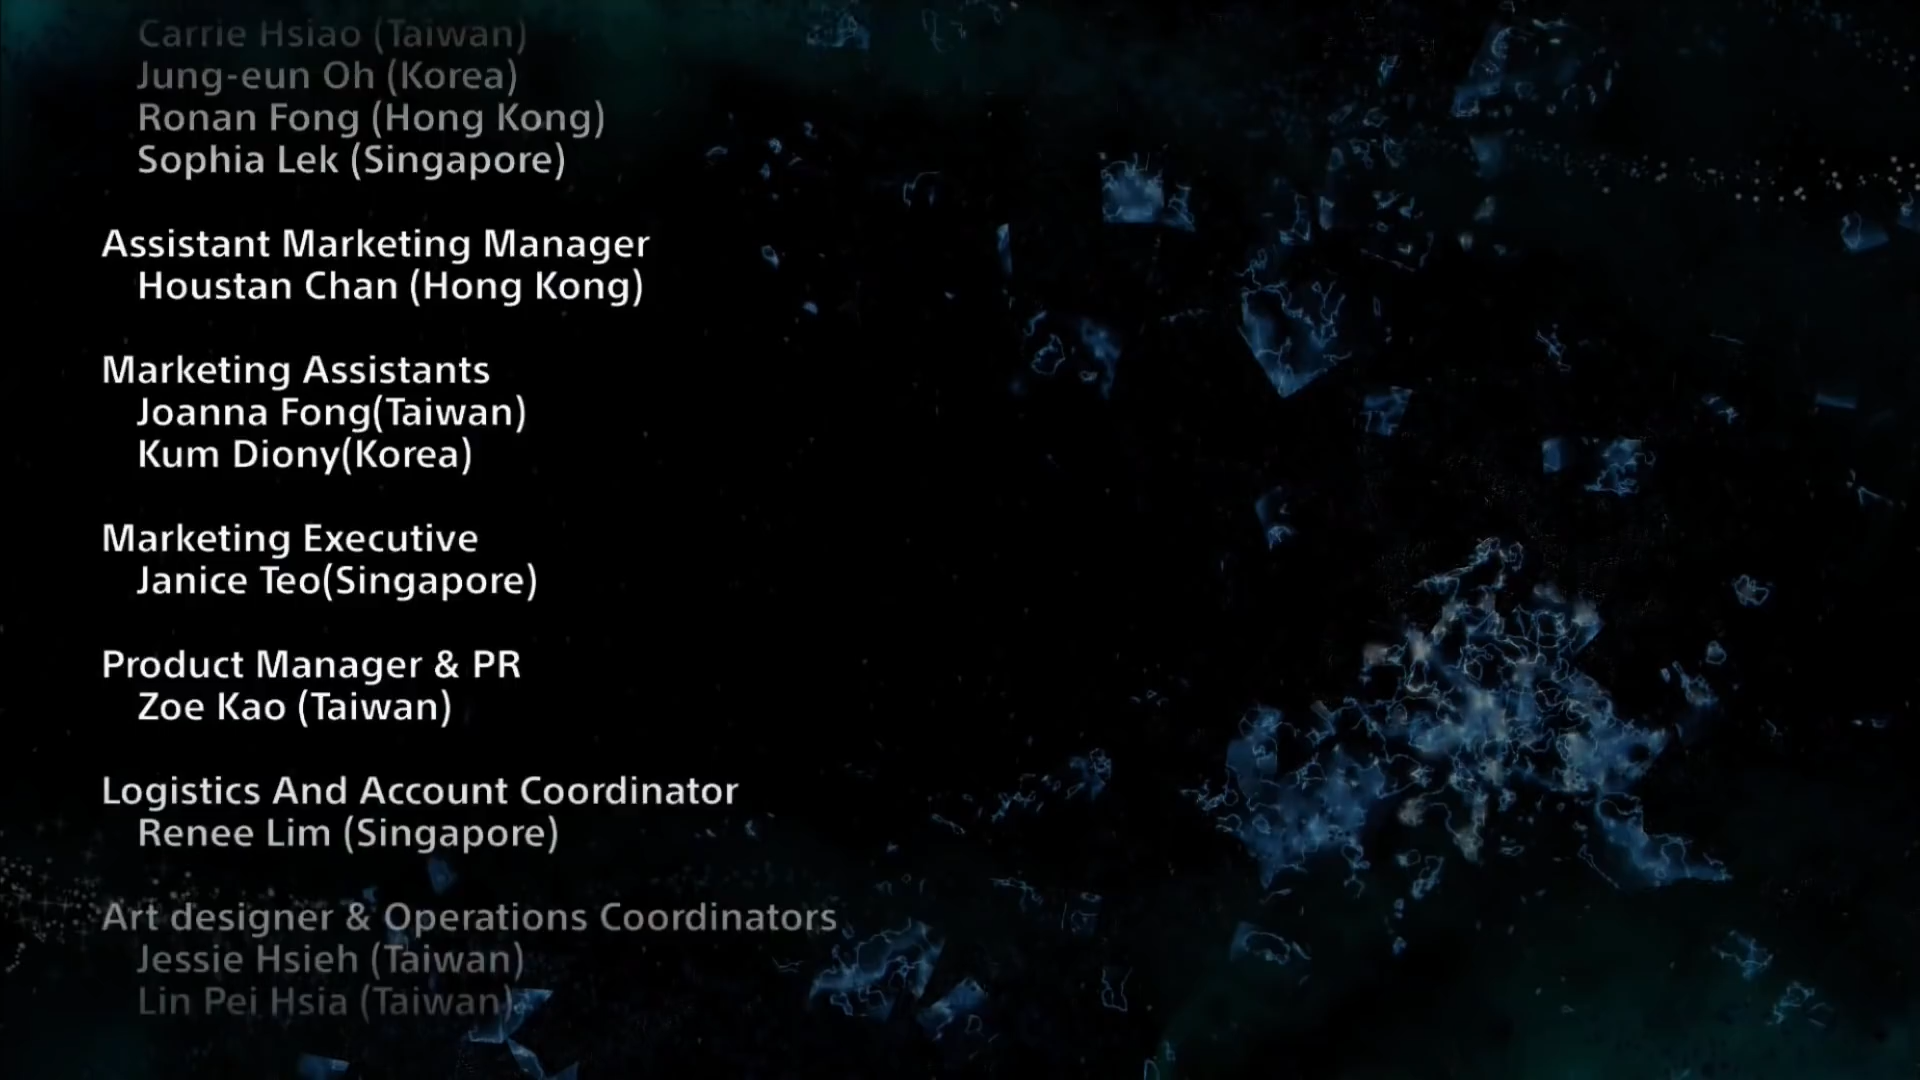 Carrie Hsiao (Taiwan)
Jung-eun Oh (Korea)
Ronan Fong (Hong Kong)
Sophia Lek (Singapore)
Assistant Marketing Manager
Houstan Chan (Hong Kong)
Marketing Assistants
Joanna Fong(Taiwan)
Kum Diony(Korea)
Marketing Executive
Janice Teo(Singapore)
Product Manager & PR
Zoe Kao (Taiwan)
Logistics And Account Coordinator
Renee Lim (Singapore)
Art designer & Operations Coordinators
Jessie Hsieh (Taiwan)
Lin Pei Hsia (Taiwan)